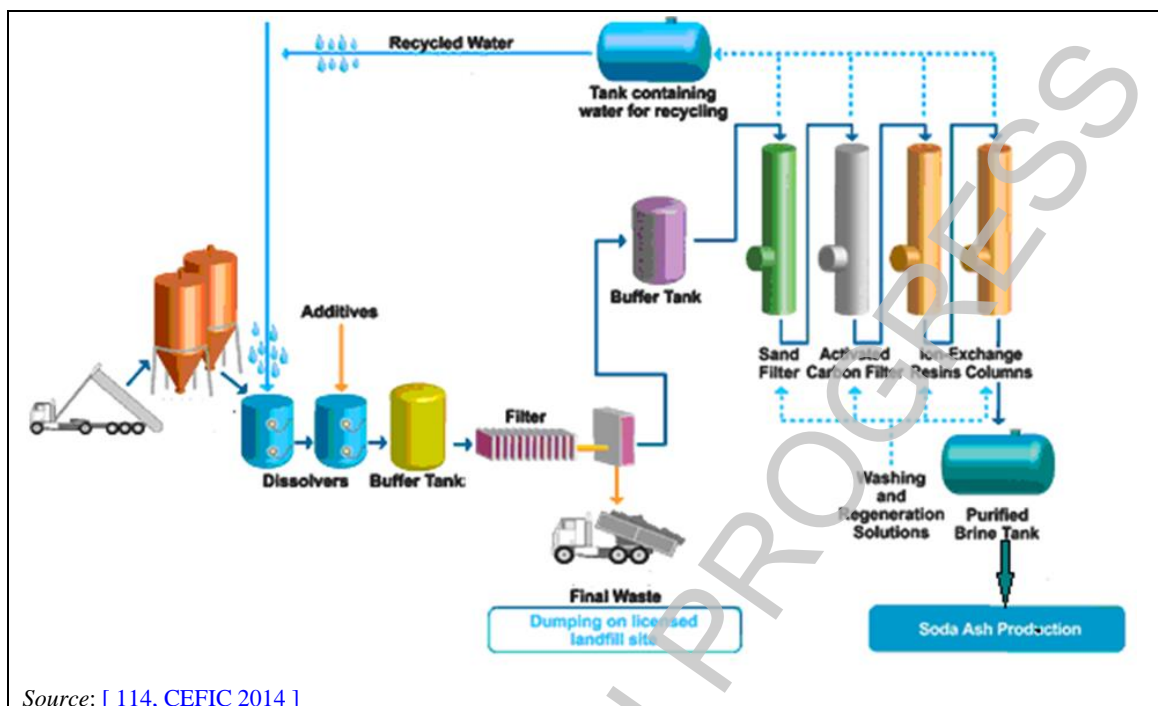 Recycled Water
Tank containing
water for recycling
Buffer Tank
Additives
Sand
Filter
Activated
Carbon Filter
Ion-Exchange
Resins Columns
Filter
Dissolvers
Buffer Tank
Washing
and
Regeneration
Solutions
Purified
Brine Tank
Final Waste
Dumping on licensed
landfill site
Soda Ash Production
Source: [ 114, CEFIC 2014 ]
PROGRESS